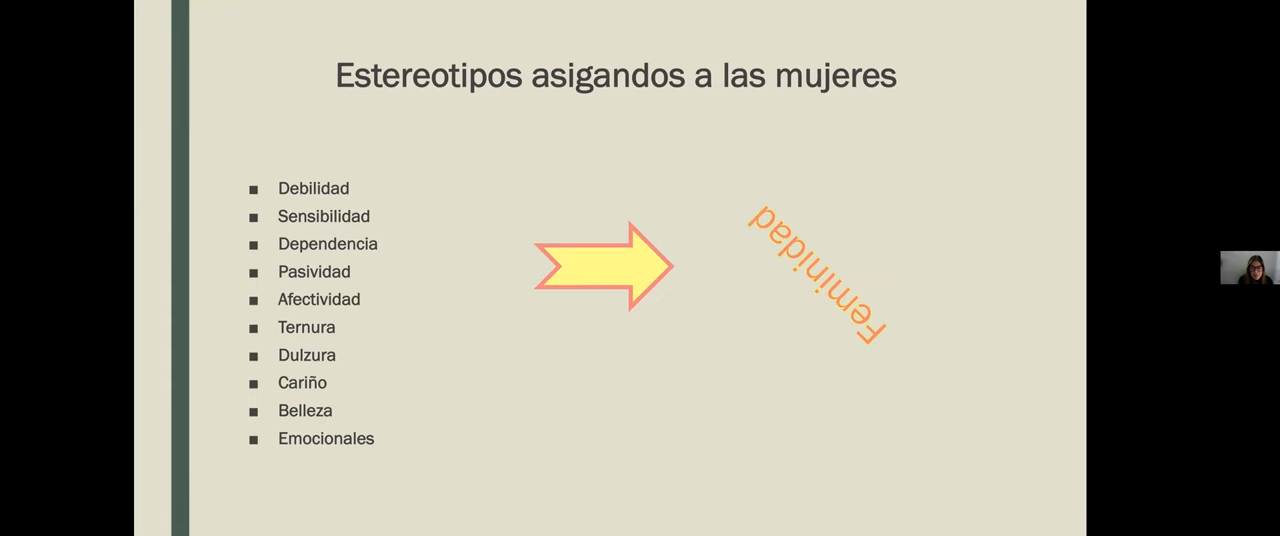 Estereotipos asigandos a las mujeres
Debilidad
Sensibilidad
Dependencia
Pasividad
Afectividad
Ternura
Dulzura
Cariño
Belleza
Emocionales
Feminidad